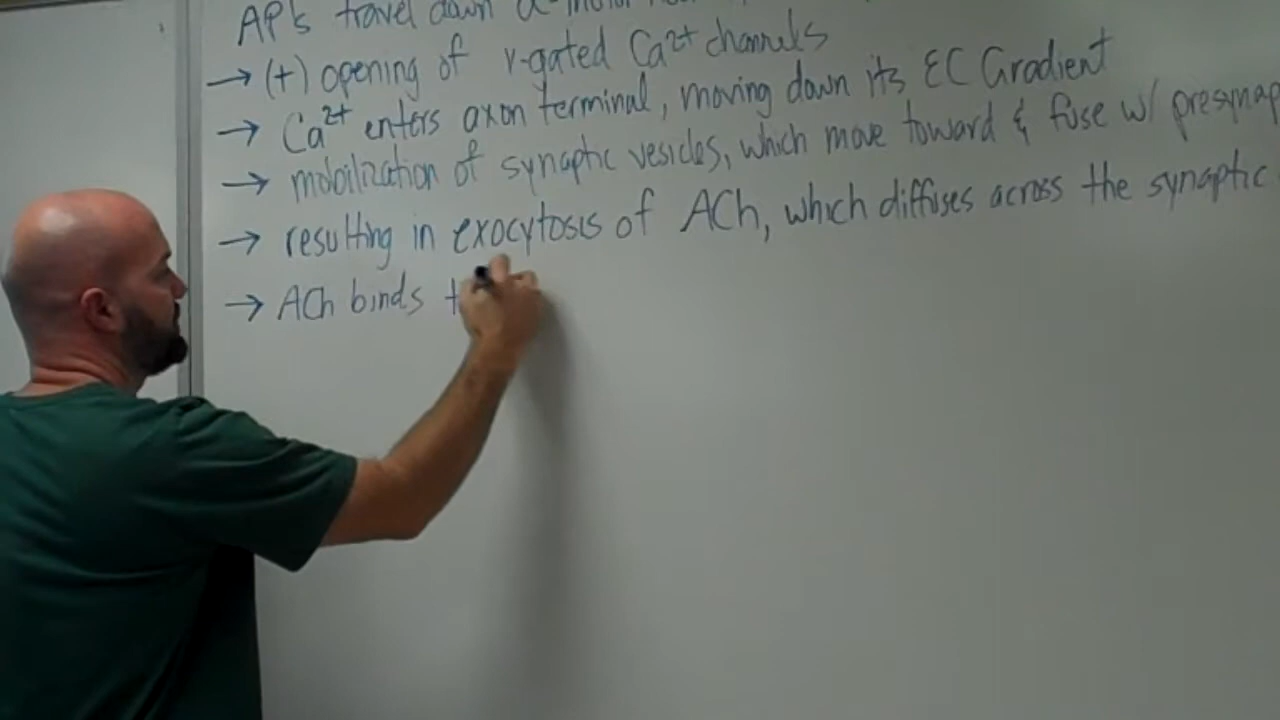 AP's travel down α-motor
→ (+) opening of v-gated Ca²⁺ channels
→ Ca²⁺ enters axon terminal, moving down its EC Gradient
→ mobilization of synaptic vesicles, which move toward & fuse w/ presynap
→ resulting in exocytosis of ACh, which diffuses across the synaptic
→ ACh binds t